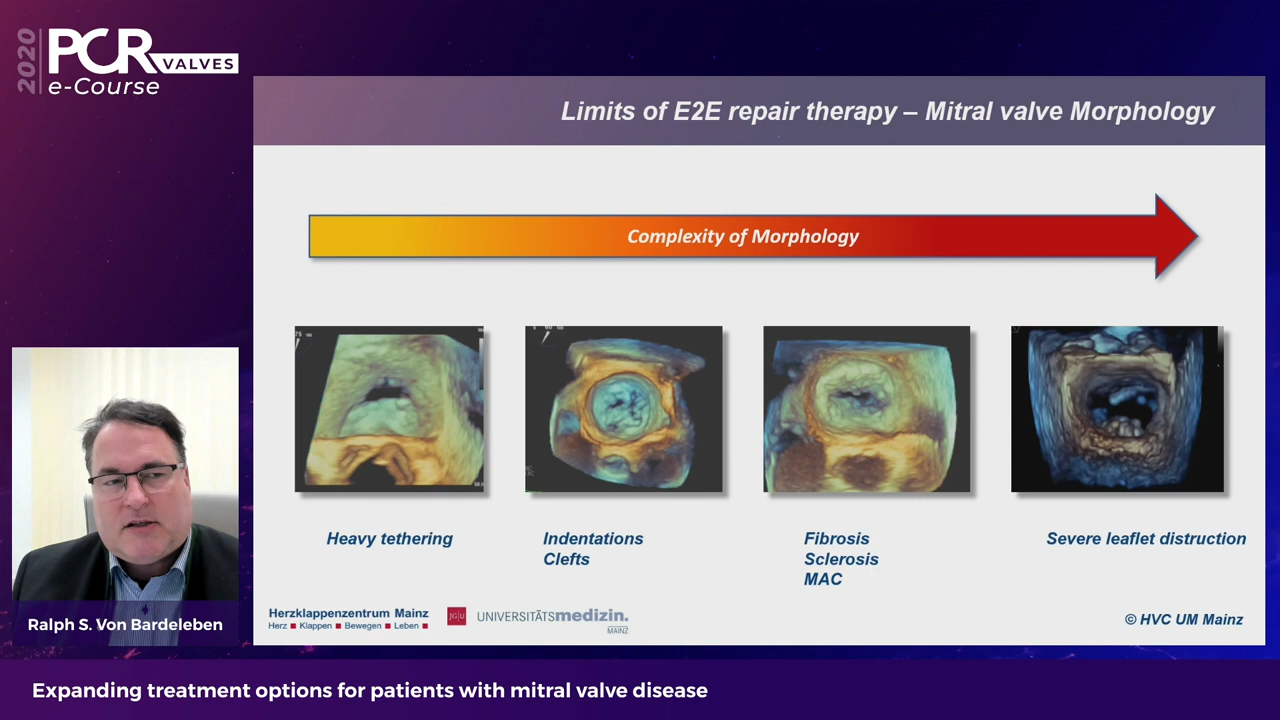 2020
PCR
VALVES
e-Course
Limits of E2E repair therapy – Mitral valve Morphology
Complexity of Morphology
Heavy tethering
Indentations
Clefts
Fibrosis
Sclerosis
MAC
Severe leaflet distruction
Herzklappenzentrum Mainz
Herz ■ Klappen ■ Bewegen ■ Leben ■
JG|U
UNIVERSITÄTSmedizin.
MAINZ
© HVC UM Mainz
Ralph S. Von Bardeleben
Expanding treatment options for patients with mitral valve disease